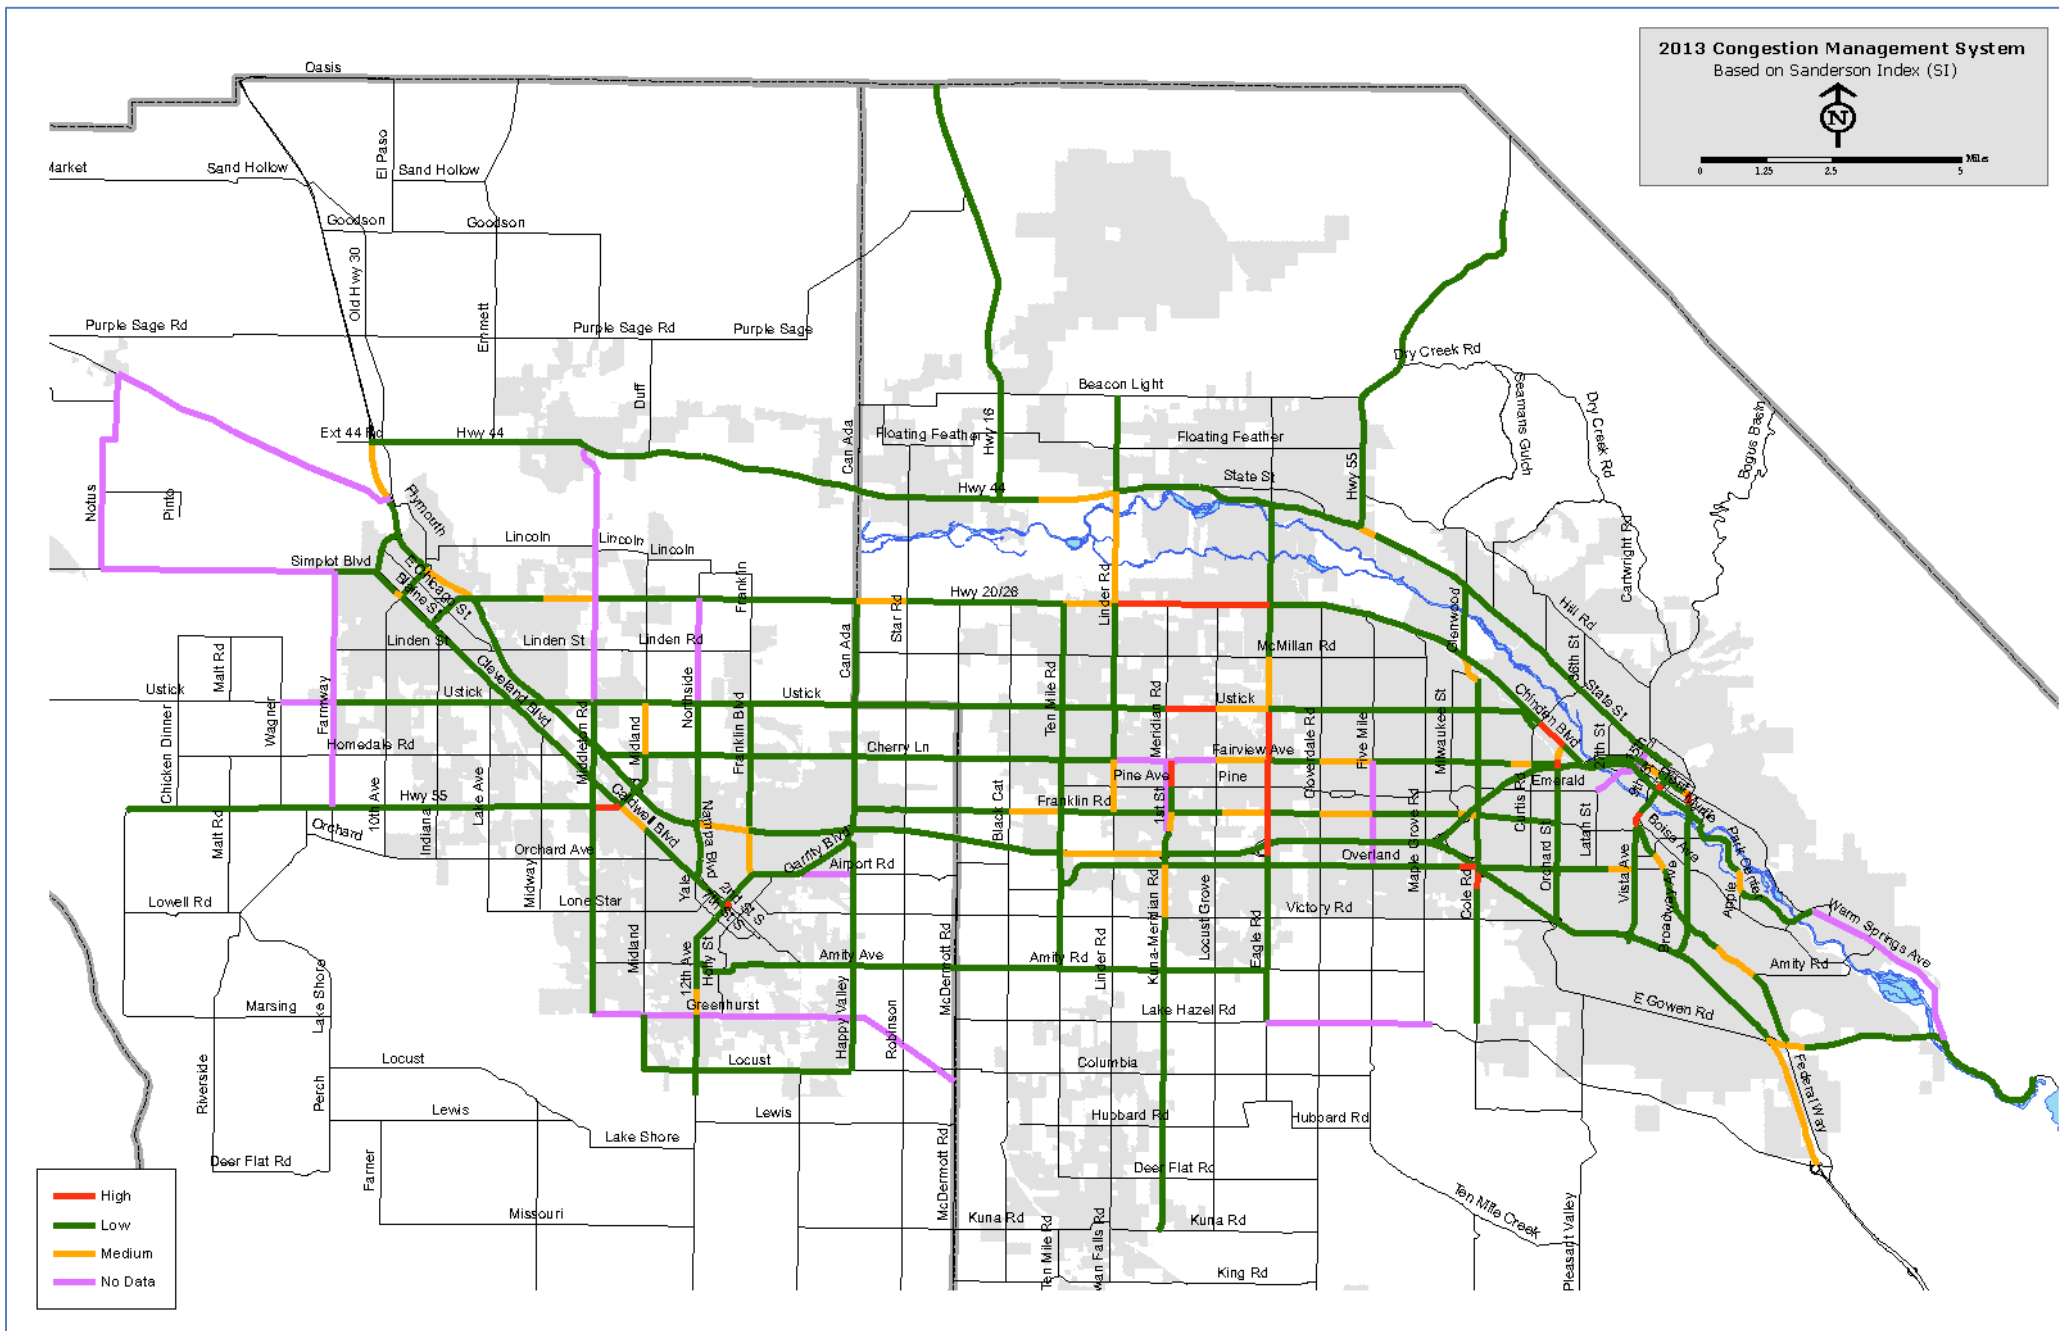 2013 Congestion Management System
Based on Sanderson Index (SI)
N
Miles
0 1.25 2.5 5
Oasis
El Paso
Market
Sand Hollow
Sand Hollow
Goodson
Goodson
Old Hwy 30
Emmett
Purple Sage Rd
Purple Sage Rd
Purple Sage
Duff
Dry Creek Rd
Beacon Light
Seamans Gulch
Dry Creek Rd
Bogus Basin
Ext 44 Rd
Hwy 44
Can Ada
Floating Feather
Hwy 16
Floating Feather
State St
Hwy 55
Hwy 44
Notus
Pinto
Plymouth
Lincoln
Lincoln
Lincoln
Cartwright Rd
Simplot Blvd
E Chicago St
Blaine St
Franklin
Hwy 20/26
Star Rd
Linder Rd
Glenwood
Hill Rd
36th St
State St
Malt Rd
Linden St
Linden St
Linden Rd
Can Ada
McMillan Rd
Ustick
Wagner
Farmway
Ustick
Cleveland Blvd
Middleton Rd
Midland
Northside
Franklin Blvd
Ustick
Ten Mile Rd
Meridian Rd
Ustick
Cloverdale Rd
Five Mile
Milwaukee St
Chinden Blvd
27th St
Chicken Dinner
Homedale Rd
Cherry Ln
Fairview Ave
Pine Ave
Pine
Emerald
Hwy 55
10th Ave
Indiana
Lake Ave
Caldwell Blvd
Nampa Blvd
Black Cat
Franklin Rd
1st St
Curtis Rd
Malt Rd
Orchard
Orchard Ave
Midway
Garrity Blvd
Airport Rd
Overland
Maple Grove Rd
Cole Rd
Orchard St
Latah St
Vista Ave
Boise Ave
Broadway Ave
Apple
Park Center
Myrtle
Lowell Rd
Lone Star
Yale
2nd St S
7th St S
Kuna-Meridian Rd
Locust Grove
Eagle Rd
Victory Rd
Warm Springs Ave
Midland
12th Ave
Holly St
Amity Ave
McDermott Rd
Amity Rd
Linder Rd
Amity Rd
Marsing
Lake Shore
Greenhurst
Happy Valley
Robinson
Lake Hazel Rd
E Gowen Rd
Locust
Locust
Columbia
Federal Way
Riverside
Perch
Lewis
Lewis
Hubbard Rd
Hubbard Rd
Lake Shore
McDermott Rd
Deer Flat Rd
Farner
Deer Flat Rd
Ten Mile Creek
Pleasant Valley
Missouri
Kuna Rd
Kuna Rd
Ten Mile Rd
wan Falls Rd
King Rd
High
Low
Medium
No Data